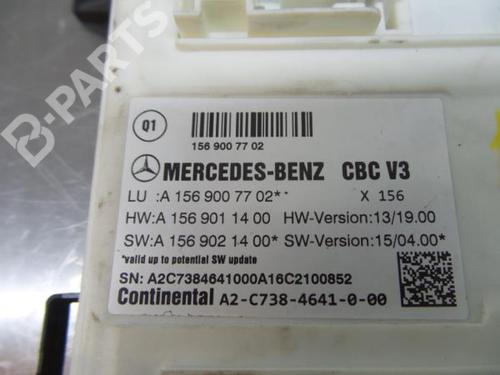 B-PARTS
Q1
156 900 77 02
MERCEDES-BENZ CBC V3
LU :A 156 900 77 02** X 156
HW:A 156 901 14 00 HW-Version:13/19.00
SW:A 156 902 14 00* SW-Version:15/04.00*
*valid up to potential SW update
SN: A2C7384641000A16C2100852
Continental A2-C738-4641-0-00